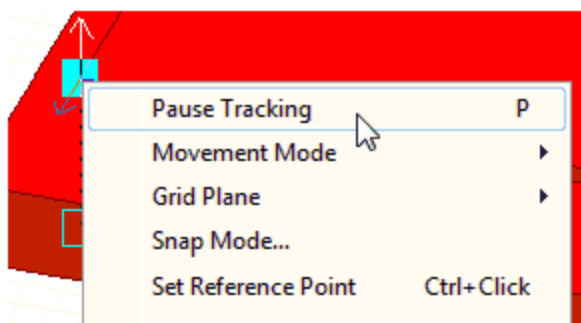 Pause Tracking P
Movement Mode
Grid Plane
Snap Mode...
Set Reference Point Ctrl+Click